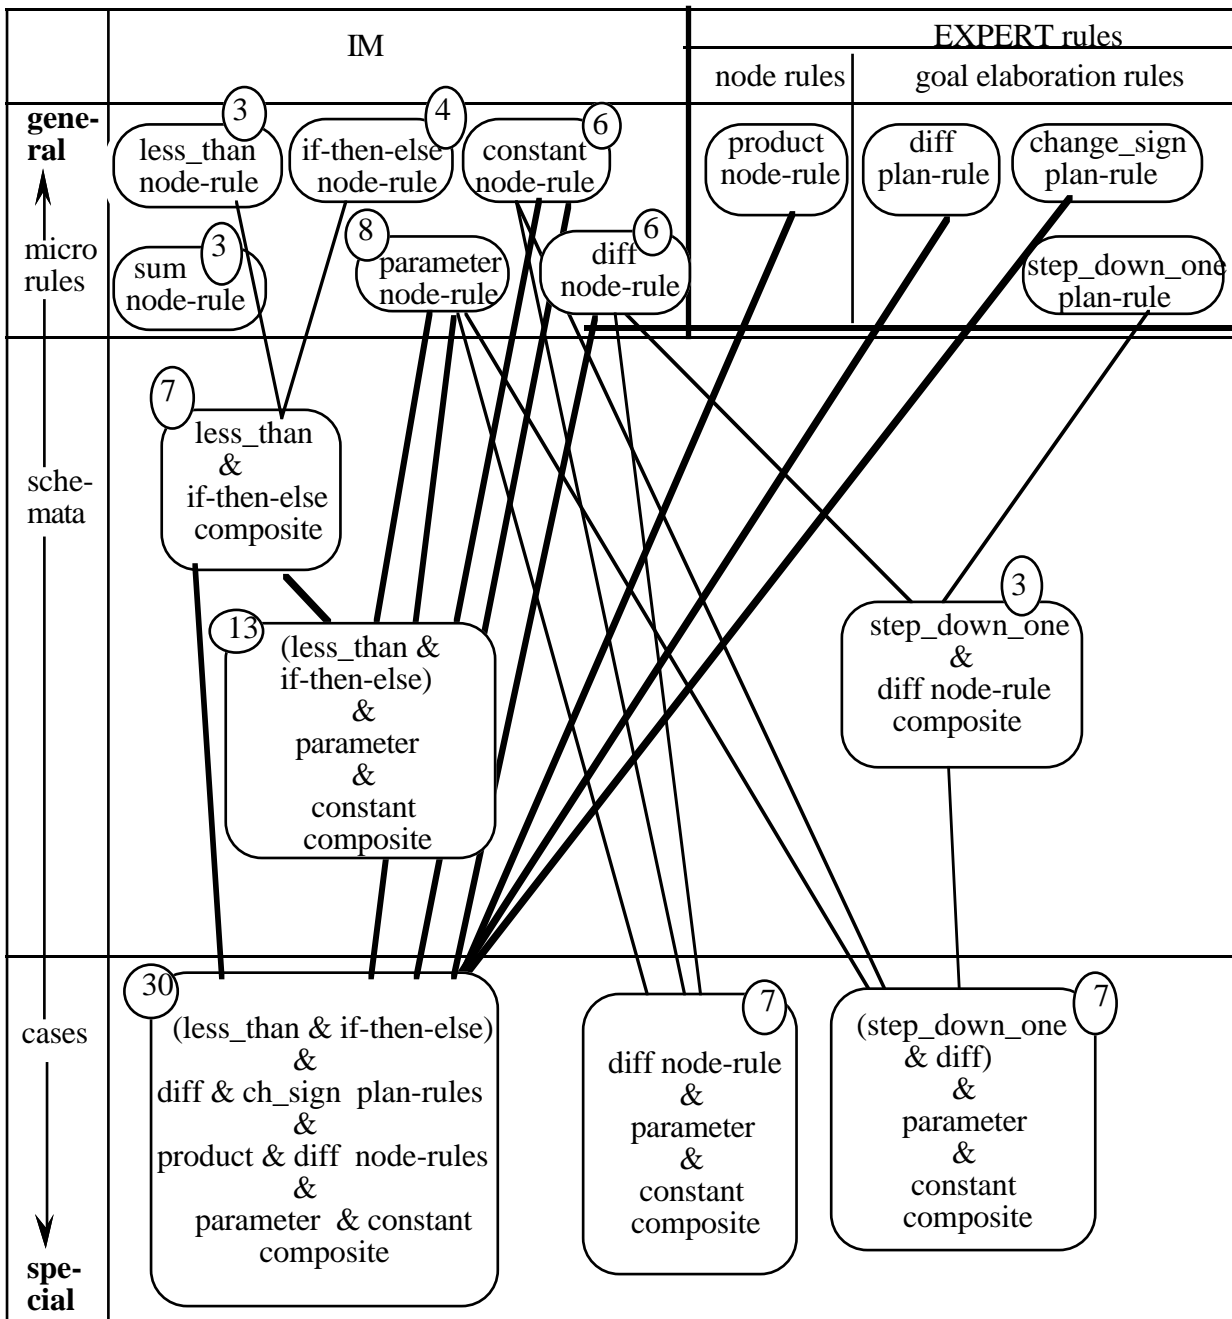 IM
EXPERT rules
node rules
goal elaboration rules
gene-
ral
micro
rules
3
less_than
node-rule
4
if-then-else
node-rule
6
constant
node-rule
product
node-rule
diff
plan-rule
change_sign
plan-rule
3
sum
node-rule
8
parameter
node-rule
6
diff
node-rule
step_down_one
plan-rule
sche-
mata
7
less_than
&
if-then-else
composite
13
(less_than &
if-then-else)
&
parameter
&
constant
composite
3
step_down_one
&
diff node-rule
composite
cases
30
(less_than & if-then-else)
&
diff & ch_sign plan-rules
&
product & diff node-rules
&
parameter & constant
composite
7
diff node-rule
&
parameter
&
constant
composite
7
(step_down_one
& diff)
&
parameter
&
constant
composite
spe-
cial